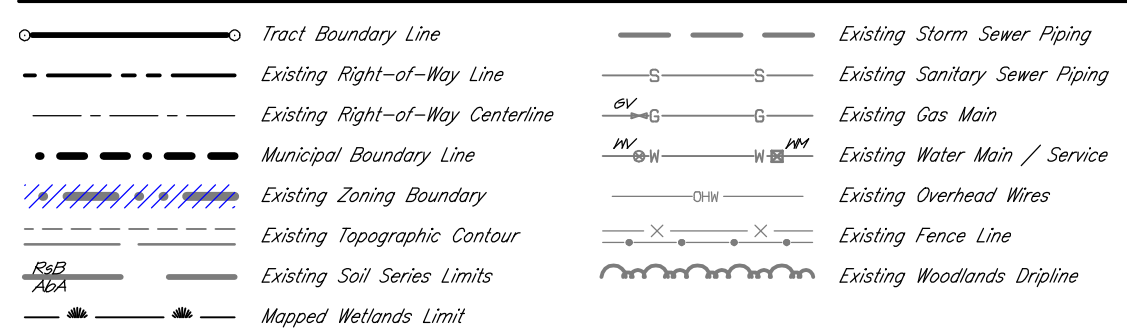 Tract Boundary Line
Existing Right-of-Way Line
Existing Right-of-Way Centerline
Municipal Boundary Line
Existing Zoning Boundary
Existing Topographic Contour
RsB
AbA
Existing Soil Series Limits
Mapped Wetlands Limit
Existing Storm Sewer Piping
S S Existing Sanitary Sewer Piping
GV
G G Existing Gas Main
WV WM
W W Existing Water Main / Service
OHW Existing Overhead Wires
Existing Fence Line
Existing Woodlands Dripline